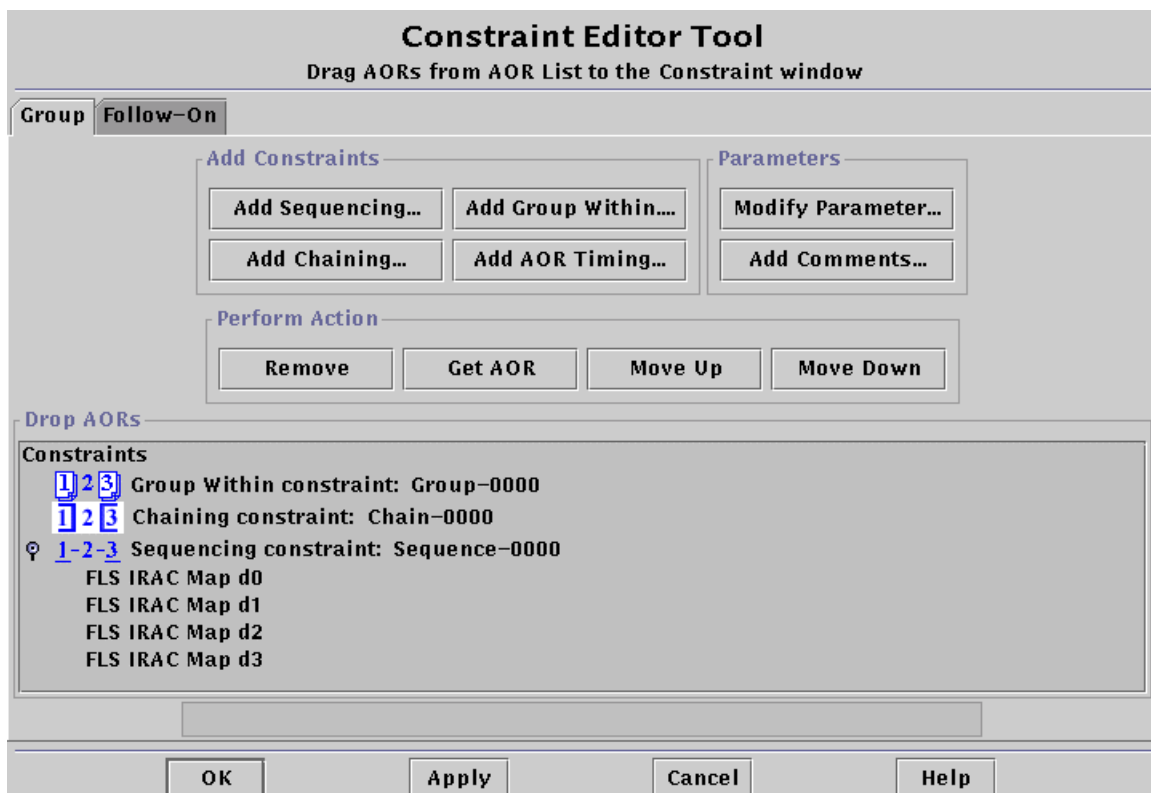 Constraint Editor Tool
Drag AORs from AOR List to the Constraint window
Group Follow-On
Add Constraints Parameters
Add Sequencing... Add Group Within.... Modify Parameter...
Add Chaining... Add AOR Timing... Add Comments...
Perform Action
Remove Get AOR Move Up Move Down
Drop AORs
Constraints
1 2 3 Group Within constraint: Group-0000
1 2 3 Chaining constraint: Chain-0000
1-2-3 Sequencing constraint: Sequence-0000
FLS IRAC Map d0
FLS IRAC Map d1
FLS IRAC Map d2
FLS IRAC Map d3
OK Apply Cancel Help